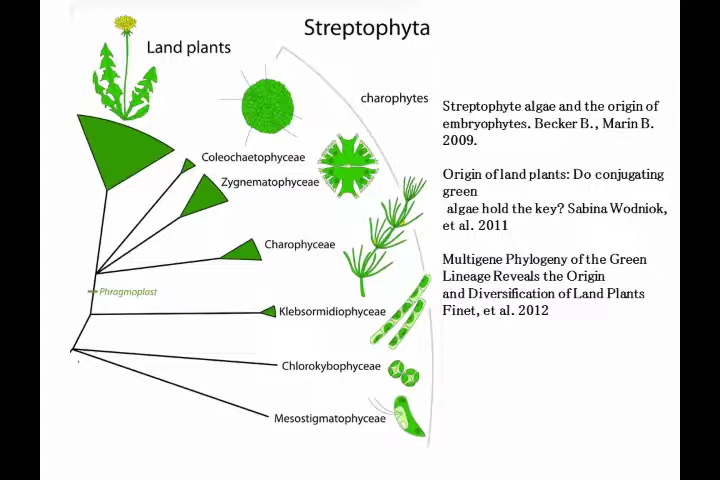 Streptophyta
Land plants
charophytes
Coleochaetophyceae
Zygnematophyceae
Charophyceae
Phragmoplast
Klebsormidiophyceae
Chlorokybophyceae
Mesostigmatophyceae
Streptophyte algae and the origin of
embryophytes. Becker B., Marin B.
2009.
Origin of land plants: Do conjugating
green
algae hold the key? Sabina Wodniok,
et al. 2011
Multigene Phylogeny of the Green
Lineage Reveals the Origin
and Diversification of Land Plants
Finet, et al. 2012